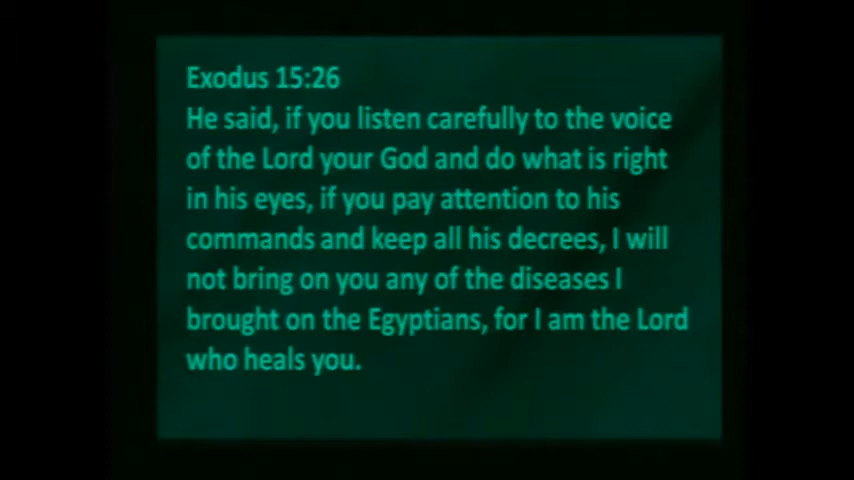 Exodus 15:26
He said, if you listen carefully to the voice
of the Lord your God and do what is right
in his eyes, if you pay attention to his
commands and keep all his decrees, I will
not bring on you any of the diseases I
brought on the Egyptians, for I am the Lord
who heals you.